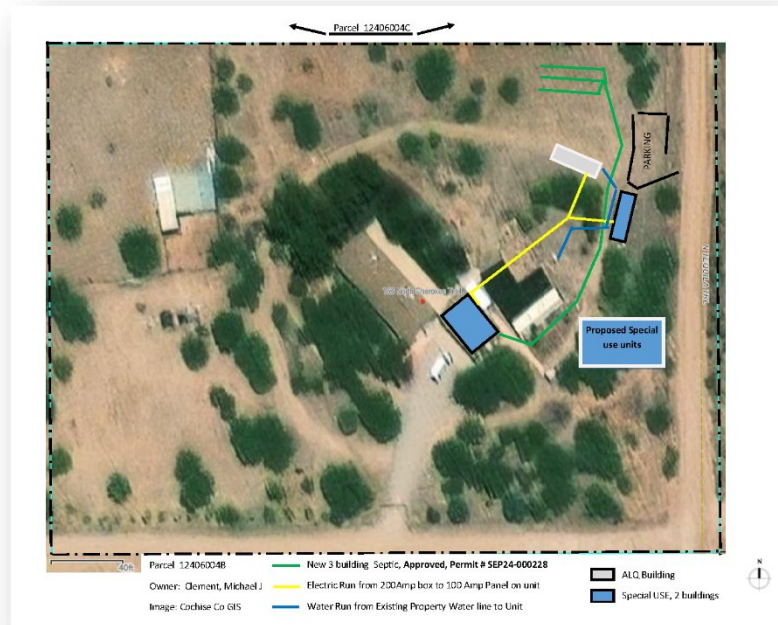 Parcel 12406004C
PARKING
Proposed Special
use units
40ft
Parcel 12406004B
New 3 building Septic, Approved, Permit # SEP24-000228
Owner: Clement, Michael J
Electric Run from 200Amp box to 100 Amp Panel on unit
Image: Cochise Co GIS
Water Run from Existing Property Water line to Unit
ALQ Building
Special USE, 2 buildings
N